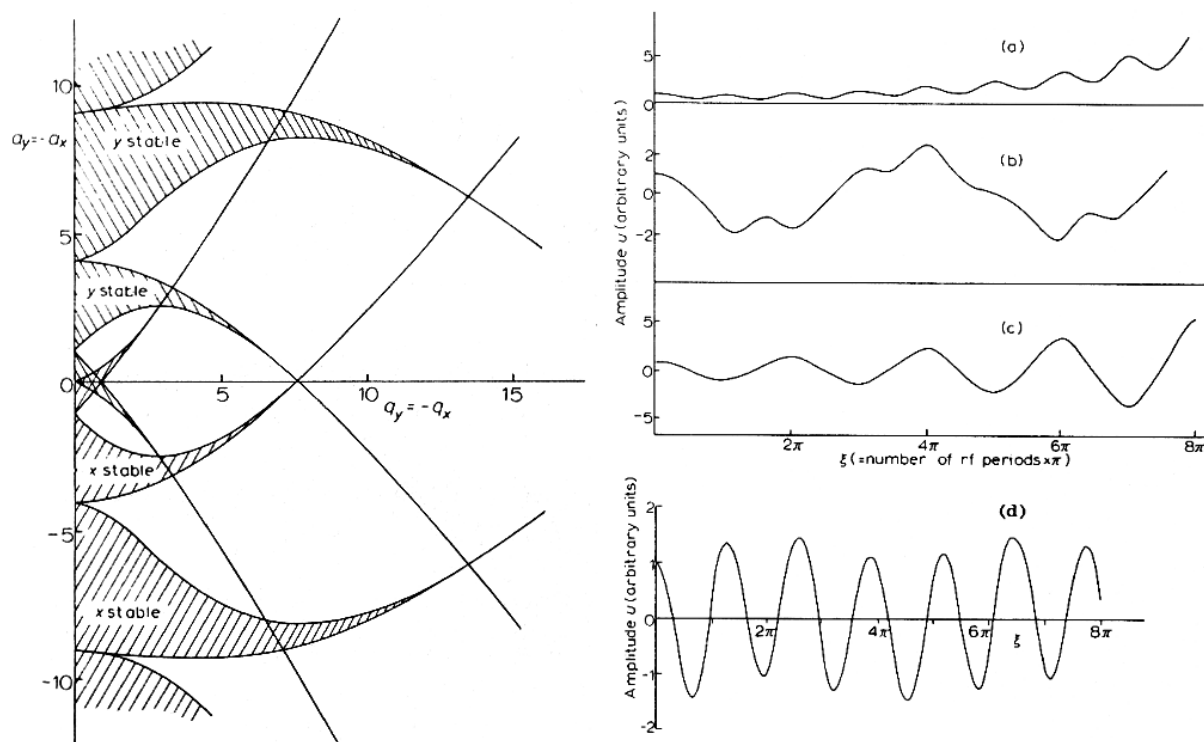 10
a_y = -a_x
y stable
5
y stable
0
5
10
15
q_y = -q_x
x stable
-5
x stable
-10
(a)
5
0
Amplitude u (arbitrary units)
(b)
2
0
-2
(c)
5
0
-5
2π
4π
6π
8π
ξ (=number of rf periods×π)
(d)
Amplitude u (arbitrary units)
2
1
0
-1
-2
2π
4π
6π
ξ
8π